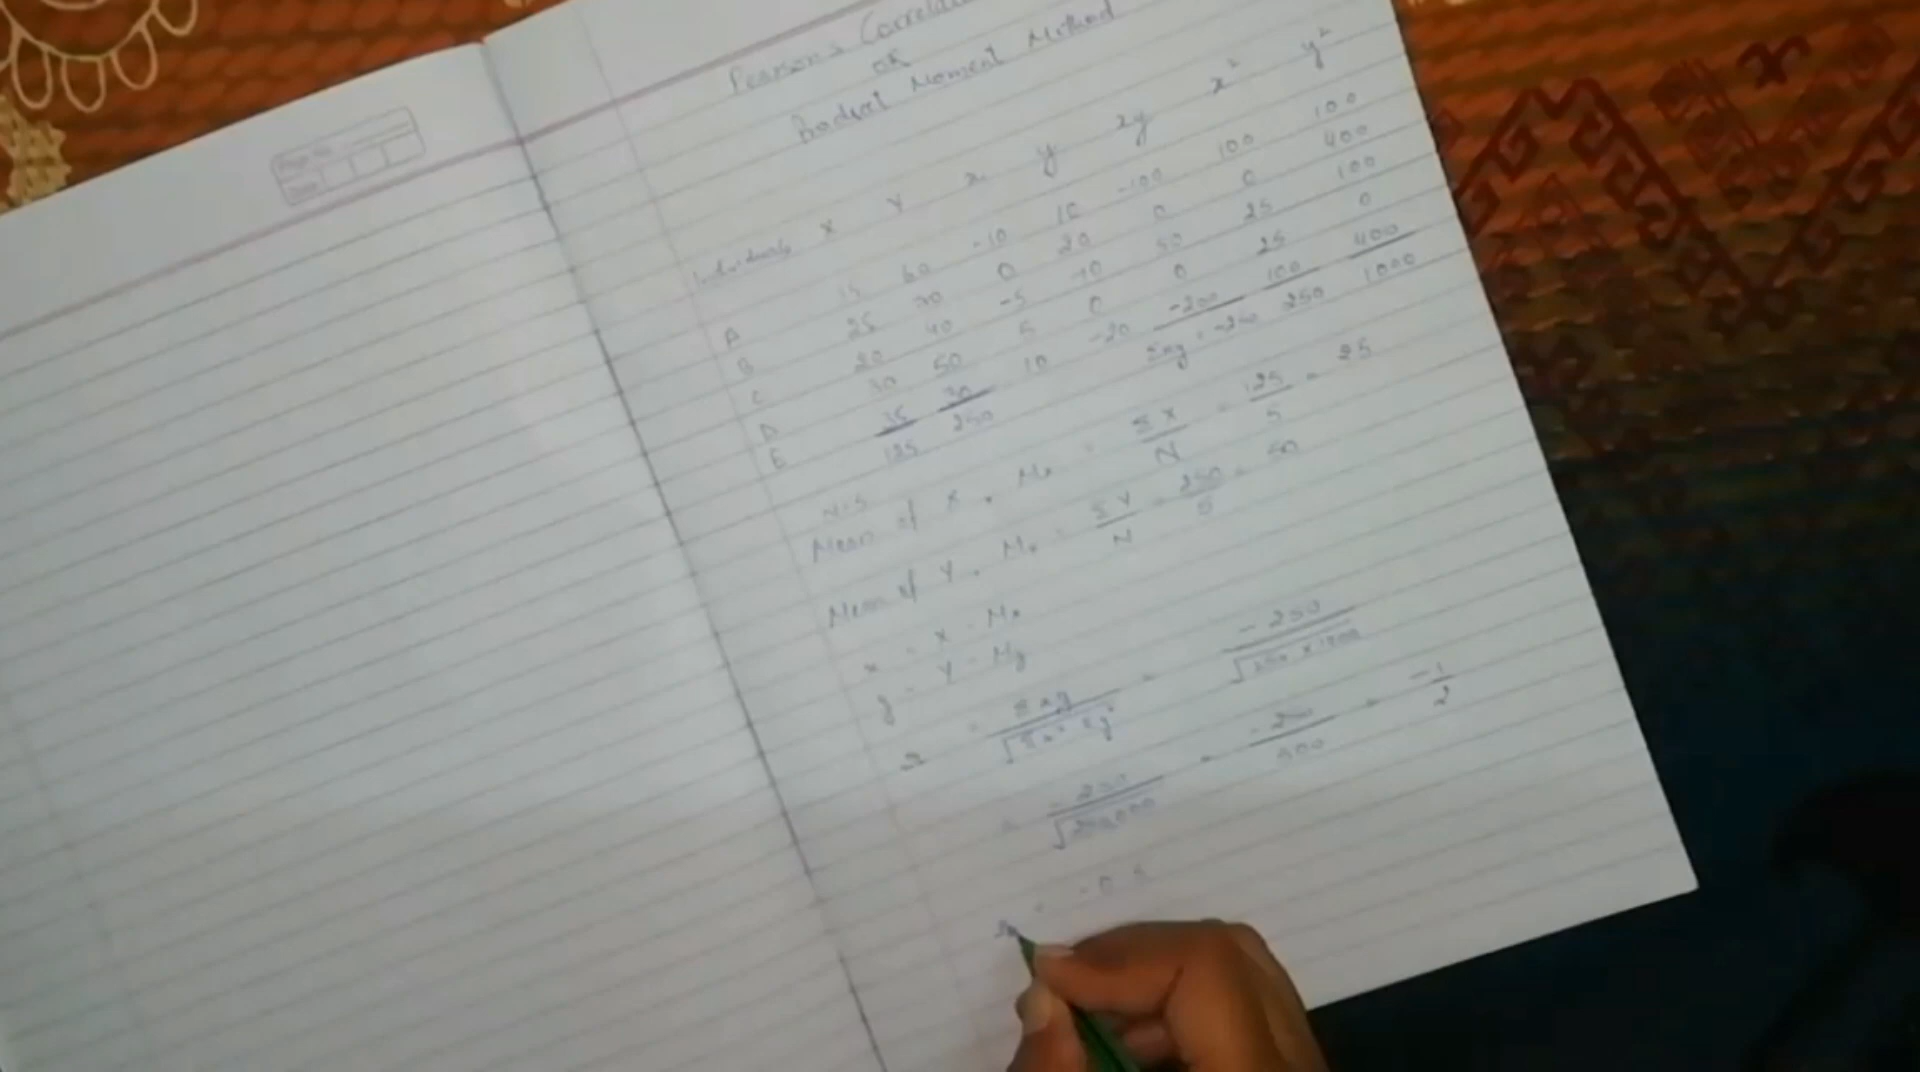 Pearson's Correlat
OR
Product Moment Method
Individuals X Y x y xy x² y²
A 15 60 -10 10 -100 100 100
B 25 70 0 20 0 0 400
C 20 40 -5 -10 50 25 100
D 30 50 5 0 0 25 0
E 35 30 10 -20 -200 100 400
125 250 Σxy = -250 250 1000
N=5
Mean of X, Mx = ΣX/N = 125/5 = 25
Mean of Y, = ΣY/N = 250/5 = 50
x = X - Mx
y = Y - My
r = Σxy/√Σx² Σy² = -250/√250 x 1000
= -250/√250000 = = -1/2
= -0.5